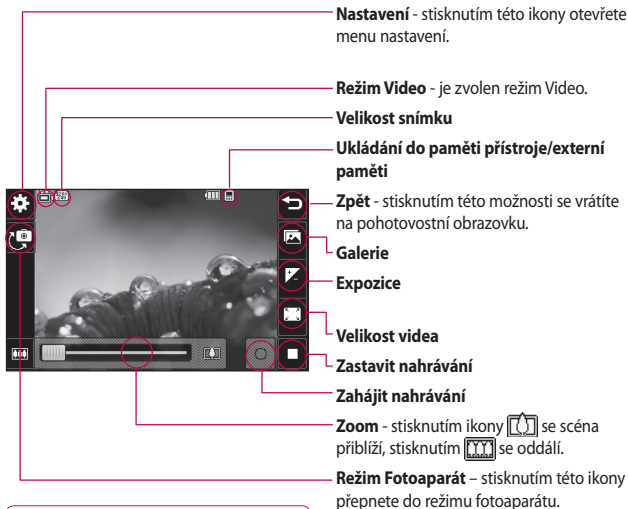 Nastavení - stisknutím této ikony otevřete
menu nastavení.
Režim Video - je zvolen režim Video.
Velikost snímku
Ukládání do paměti přístroje/externí
paměti
Zpět - stisknutím této možnosti se vrátíte
na pohotovostní obrazovku.
Galerie
Expozice
Velikost videa
Zastavit nahrávání
Zahájit nahrávání
Zoom - stisknutím ikony se scéna
přiblíží, stisknutím se oddálí.
Režim Fotoaparát – stisknutím této ikony
přepnete do režimu fotoaparátu.